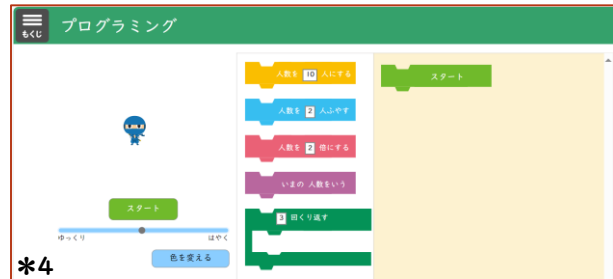 もくじ
プログラミング
人数を 10 人にする
スタート
人数を 2 人ふやす
人数を 2 倍にする
いまの 人数をいう
スタート
3 回くり返す
ゆっくり はやく
色を変える
*4